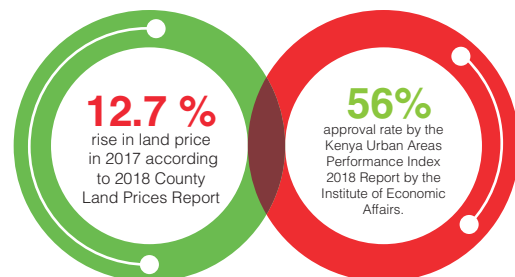 12.7 %
rise in land price
in 2017 according
to 2018 County
Land Prices Report
56%
approval rate by the
Kenya Urban Areas
Performance Index
2018 Report by the
Institute of Economic
Affairs.